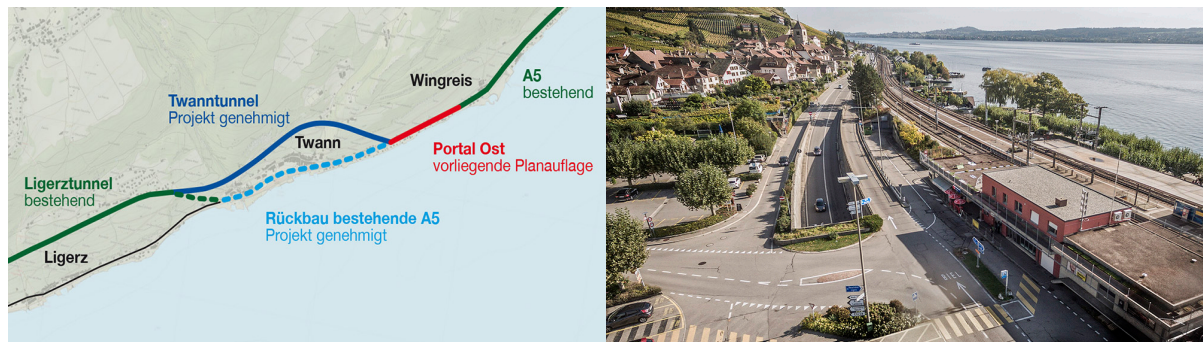 Wingreis
A5
bestehend
Twanntunnel
Projekt genehmigt
Twann
Portal Ost
vorliegende Planauflage
Ligerztunnel
bestehend
Rückbau bestehende A5
Projekt genehmigt
Ligerz
BIEL